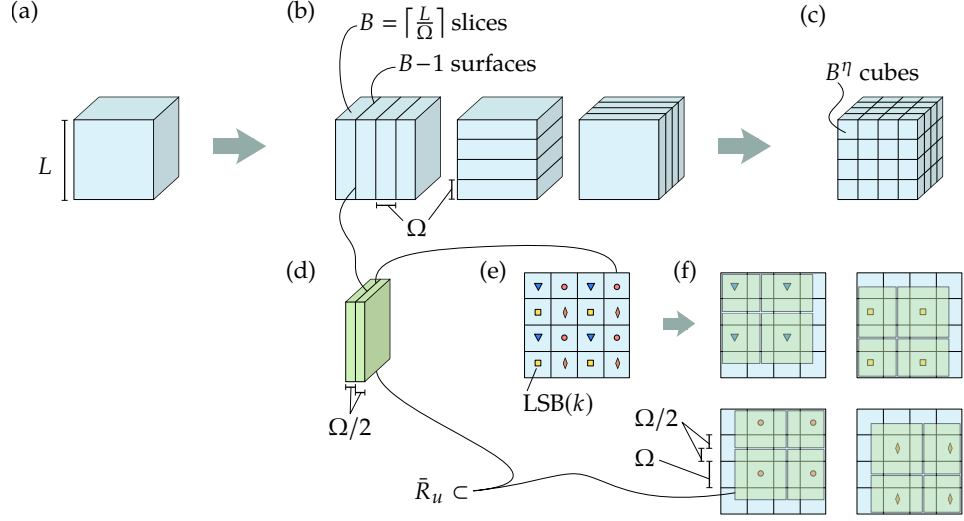 (a)
(b)
(c)
B = ⌈L/Ω⌉ slices
B−1 surfaces
B^η cubes
L
Ω
(d)
(e)
(f)
LSB(k)
Ω/2
Ω/2
Ω
R̄_u ⊂